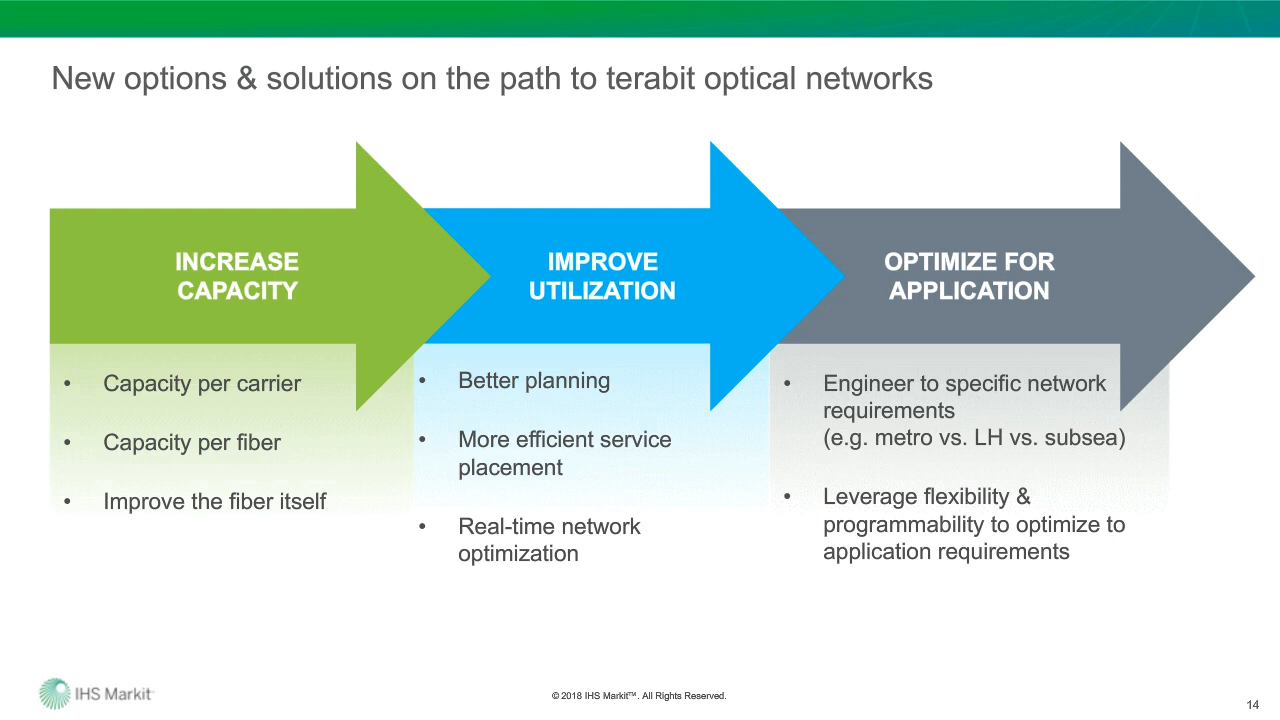 New options & solutions on the path to terabit optical networks
INCREASE
CAPACITY
• Capacity per carrier
• Capacity per fiber
• Improve the fiber itself
IMPROVE
UTILIZATION
• Better planning
• More efficient service
placement
• Real-time network
optimization
OPTIMIZE FOR
APPLICATION
• Engineer to specific network
requirements
(e.g. metro vs. LH vs. subsea)
• Leverage flexibility &
programmability to optimize to
application requirements
IHS Markit™
© 2018 IHS Markit™. All Rights Reserved.
14